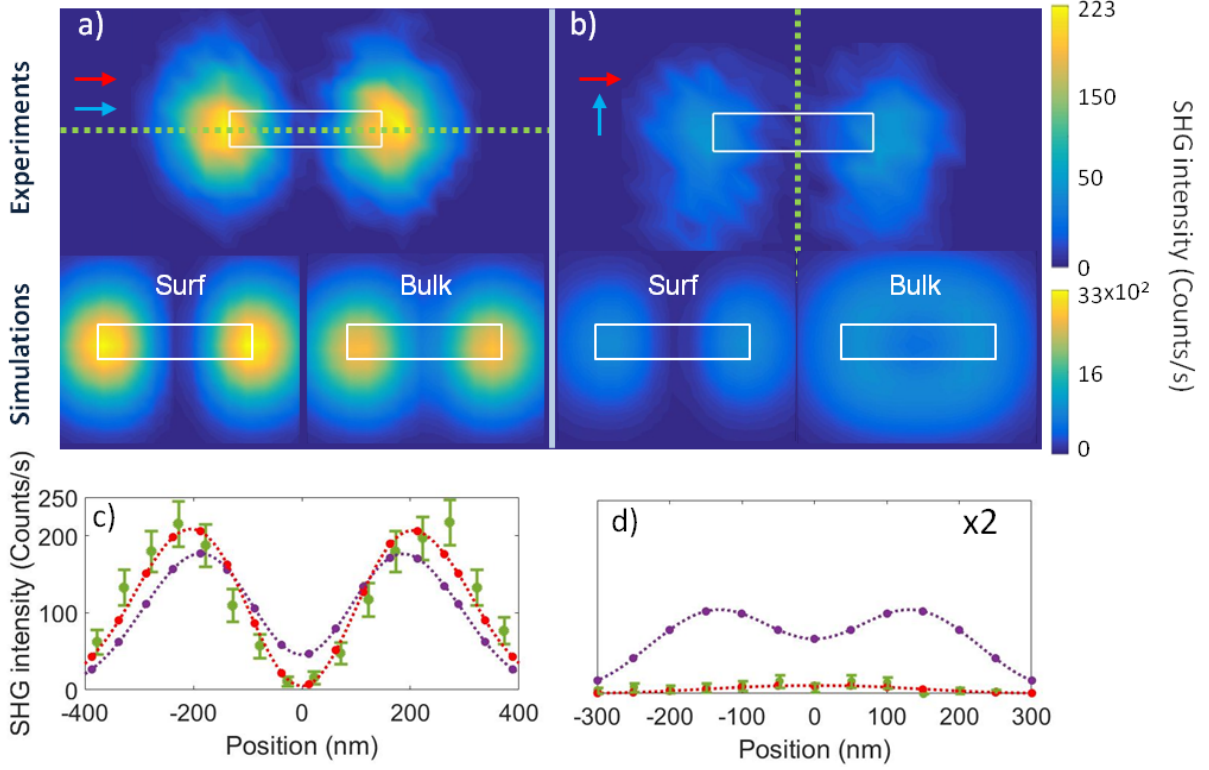 a)
b)
Experiments
223
150
50
0
SHG intensity (Counts/s)
Surf
Bulk
Surf
Bulk
Simulations
33x10²
16
0
c)
SHG intensity (Counts/s)
250
200
100
0
-400 -200 0 200 400
Position (nm)
d)
x2
-300 -200 -100 0 100 200 300
Position (nm)